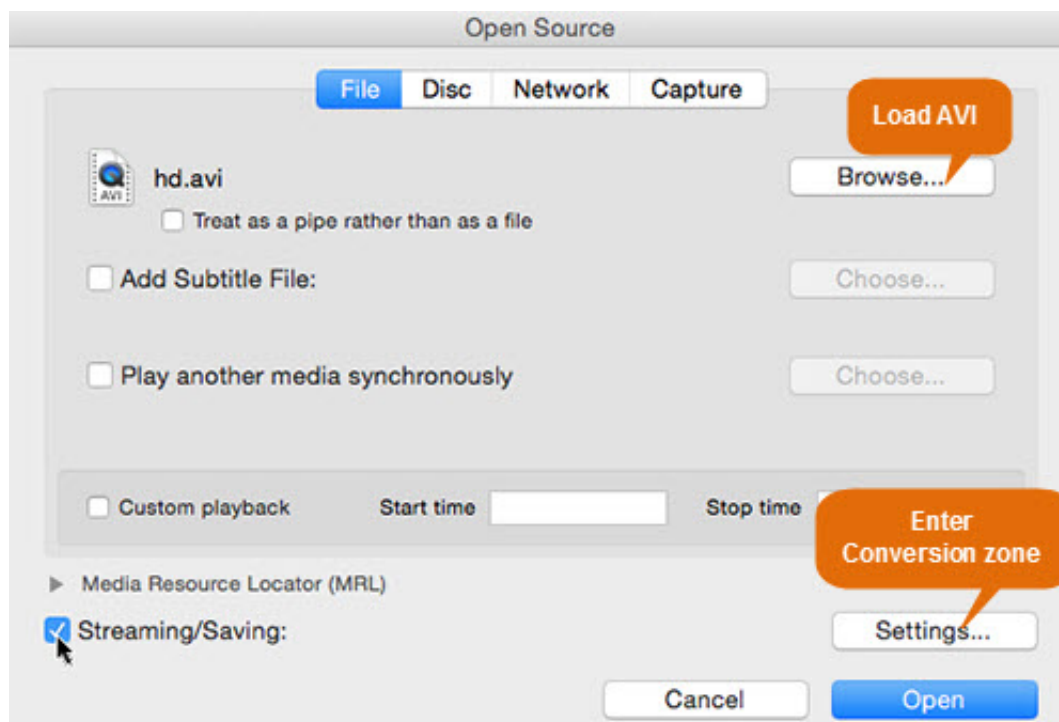 Open Source
File Disc Network Capture
Load AVI
AVI
hd.avi
Browse...
Treat as a pipe rather than as a file
Add Subtitle File:
Choose...
Play another media synchronously
Choose...
Custom playback
Start time
Stop time
Enter
Conversion zone
Media Resource Locator (MRL)
Streaming/Saving:
Settings...
Cancel
Open